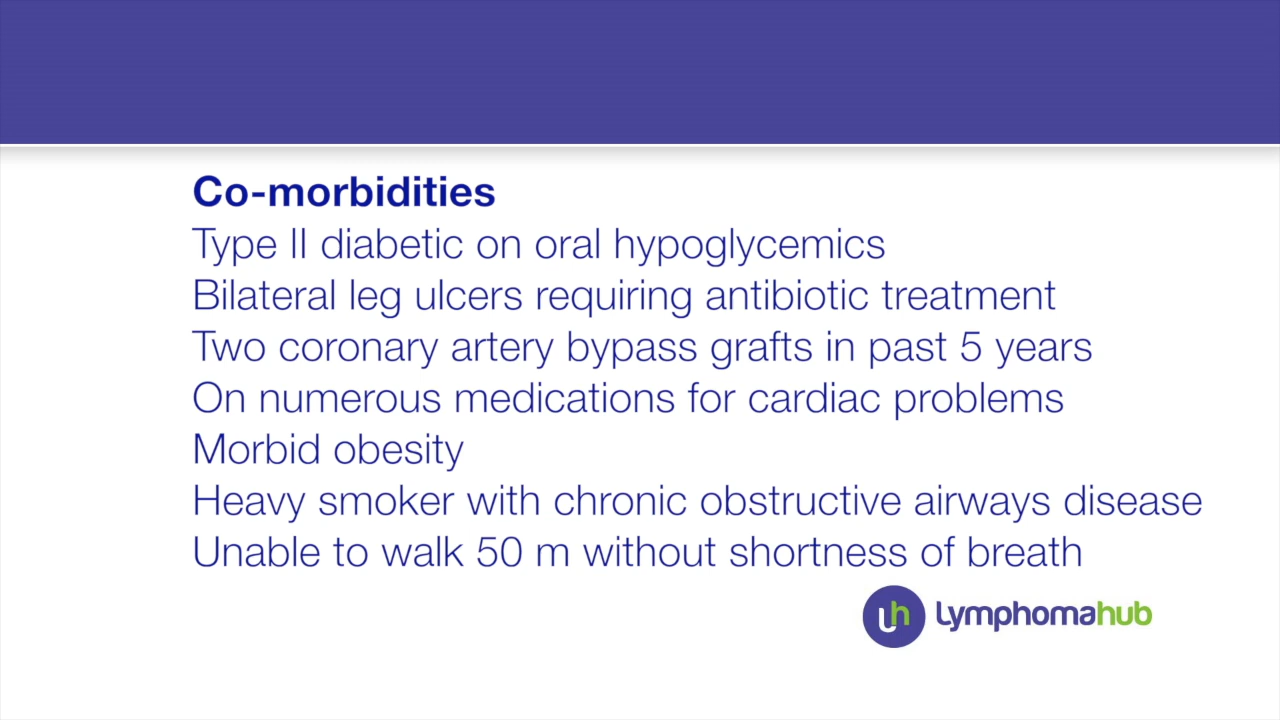 Co-morbidities
Type II diabetic on oral hypoglycemics
Bilateral leg ulcers requiring antibiotic treatment
Two coronary artery bypass grafts in past 5 years
On numerous medications for cardiac problems
Morbid obesity
Heavy smoker with chronic obstructive airways disease
Unable to walk 50 m without shortness of breath
lh Lymphomahub